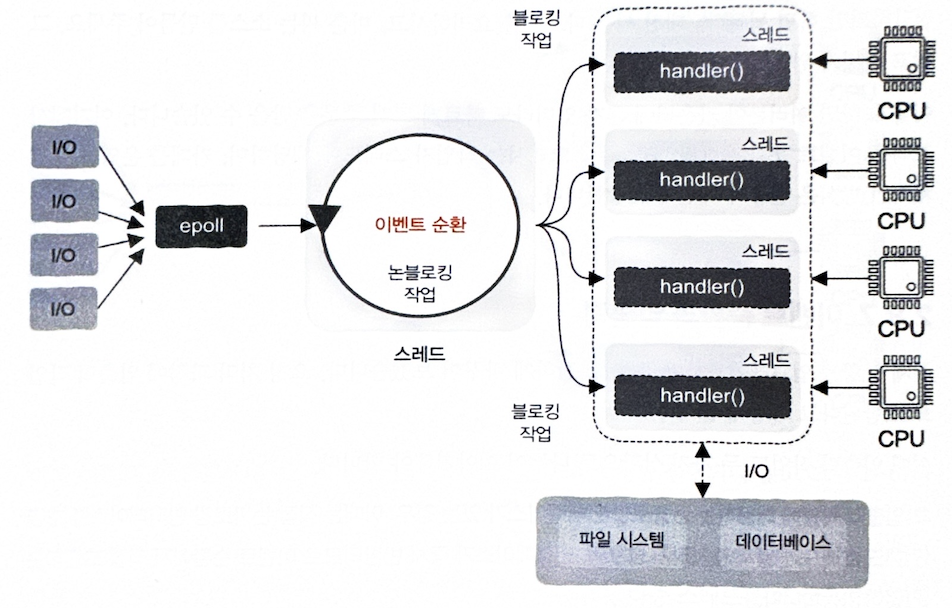 I/O
I/O
I/O
I/O
epoll
이벤트 순환
논블로킹
작업
스레드
블로킹
작업
블로킹
작업
스레드
handler()
스레드
handler()
스레드
handler()
스레드
handler()
CPU
CPU
CPU
CPU
I/O
파일 시스템
데이터베이스